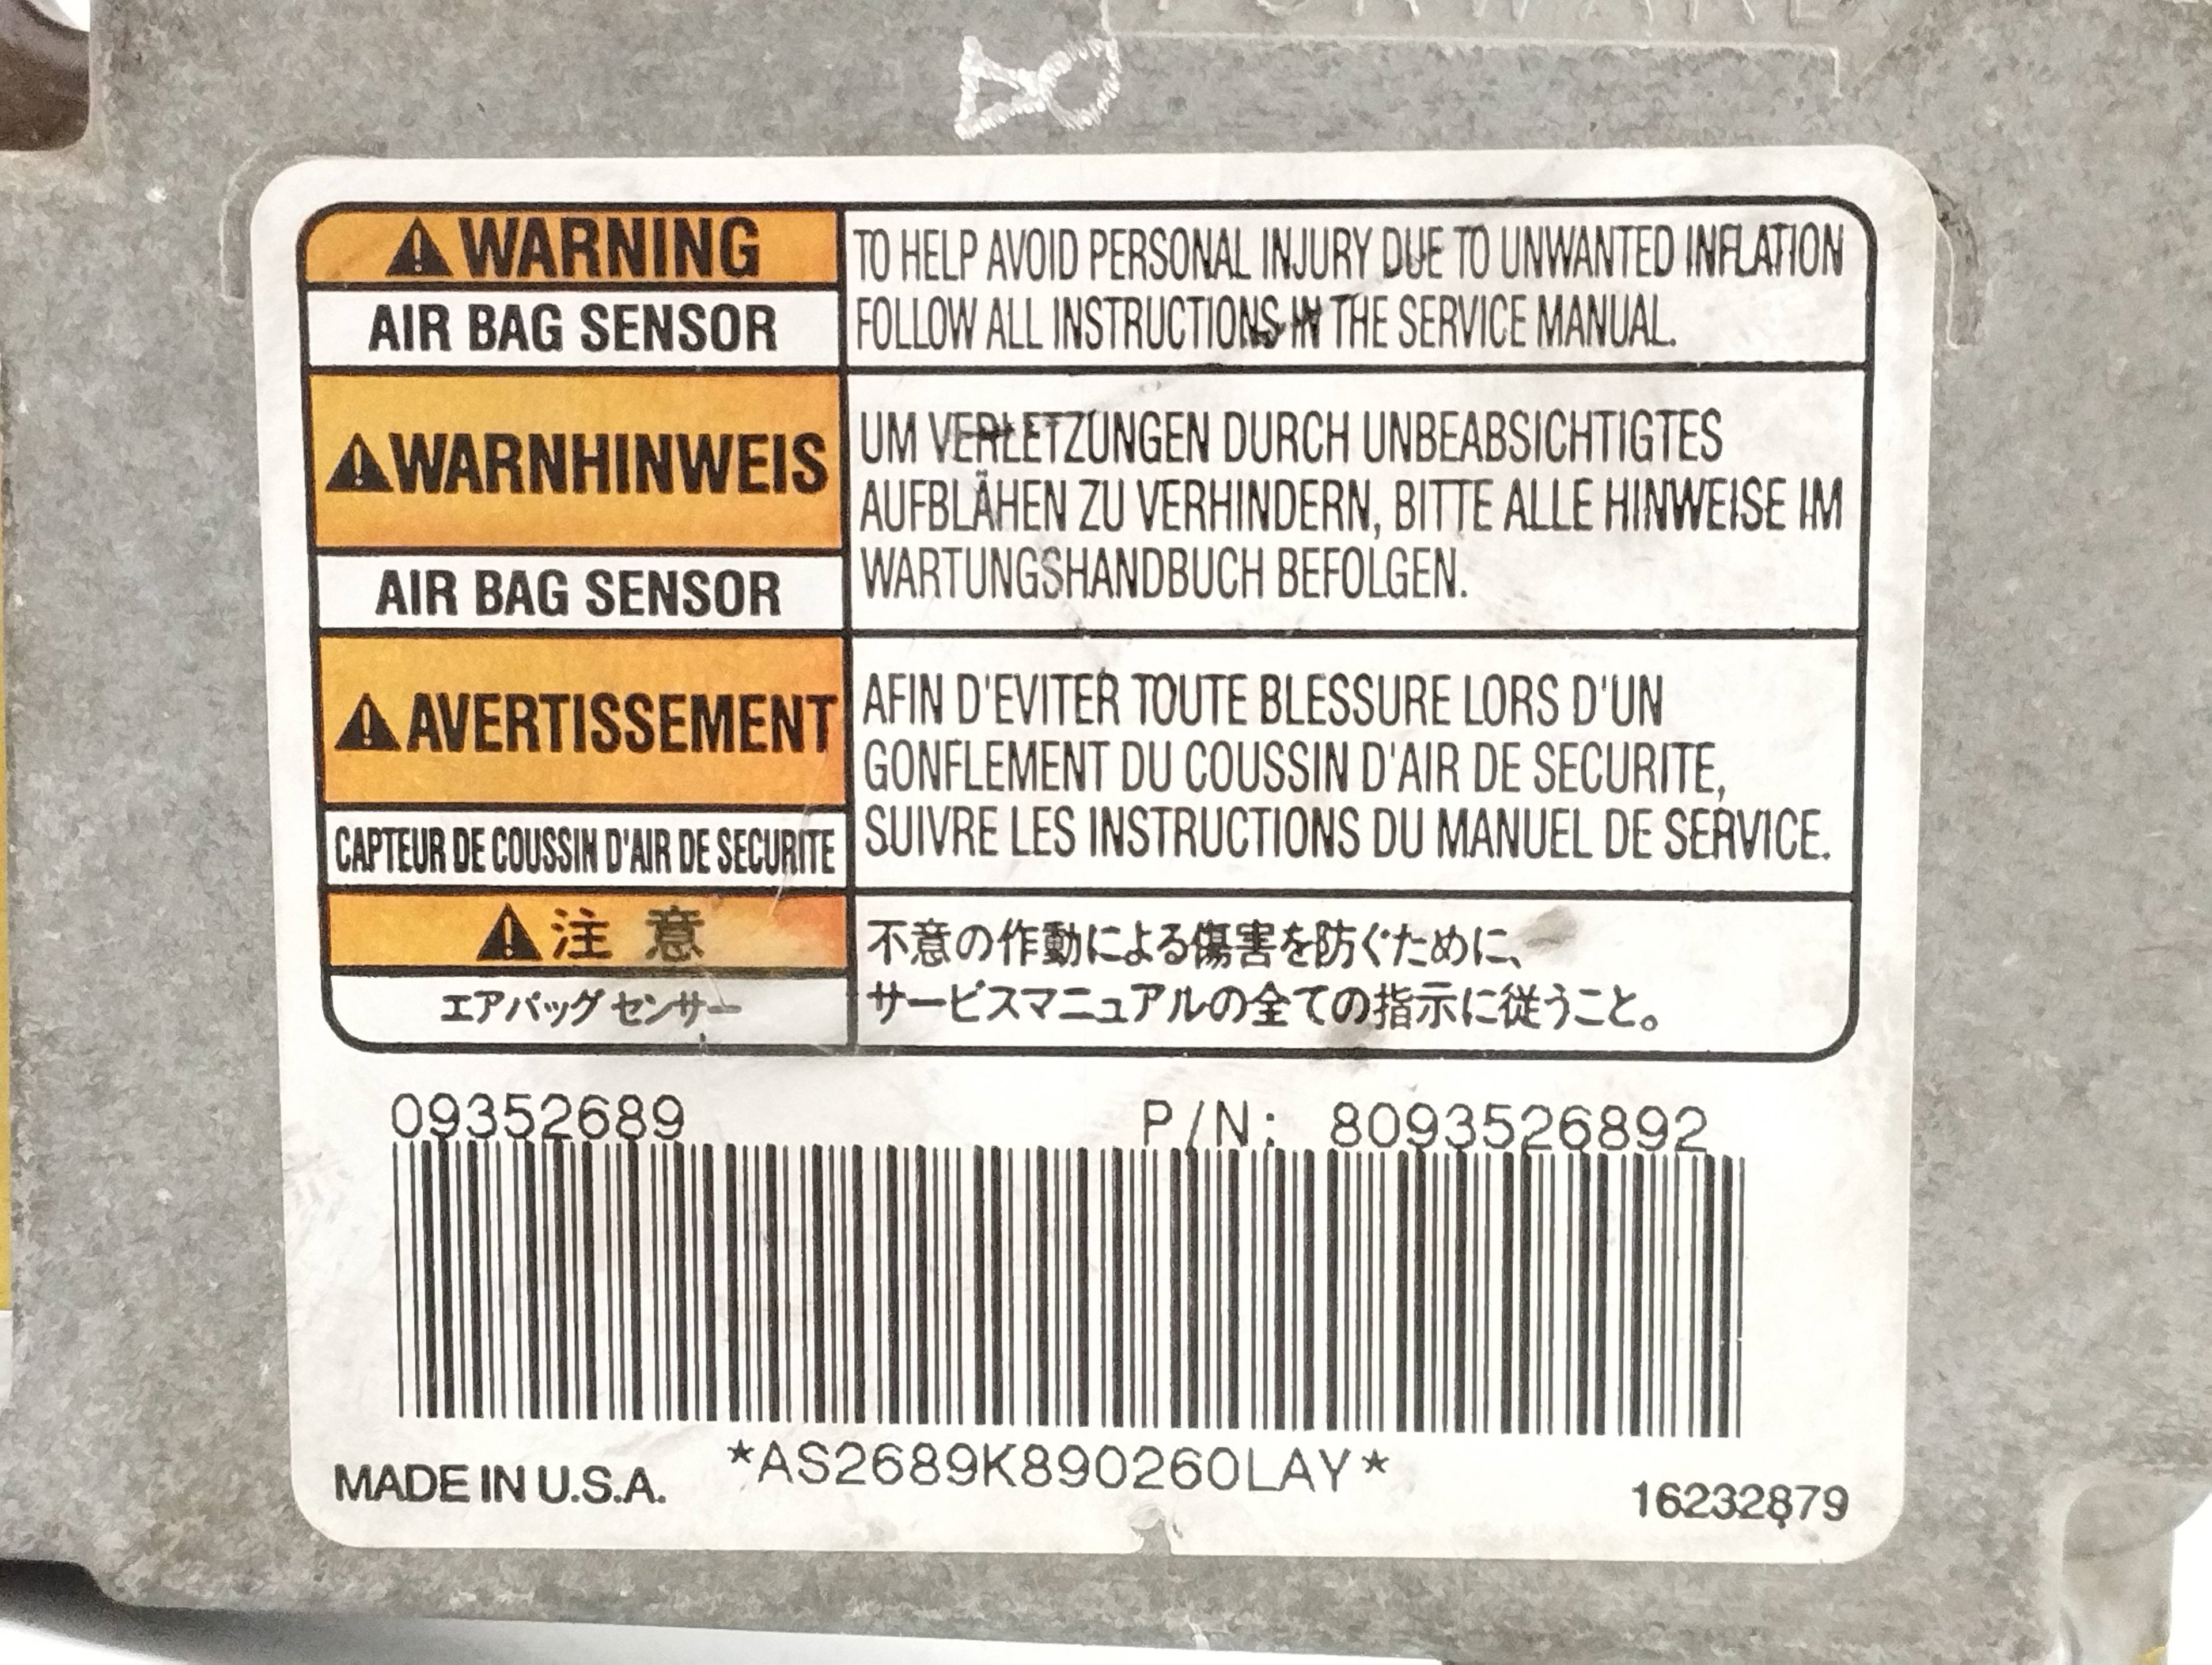 WARNING
AIR BAG SENSOR
TO HELP AVOID PERSONAL INJURY DUE TO UNWANTED INFLATION
FOLLOW ALL INSTRUCTIONS IN THE SERVICE MANUAL.
WARNHINWEIS
AIR BAG SENSOR
UM VERLETZUNGEN DURCH UNBEABSICHTIGTES
AUFBLÄHEN ZU VERHINDERN, BITTE ALLE HINWEISE IM
WARTUNGSHANDBUCH BEFOLGEN.
AVERTISSEMENT
CAPTEUR DE COUSSIN D'AIR DE SECURITE
AFIN D'EVITER TOUTE BLESSURE LORS D'UN
GONFLEMENT DU COUSSIN D'AIR DE SECURITE,
SUIVRE LES INSTRUCTIONS DU MANUEL DE SERVICE.
注 意
エアバッグ センサー
不意の作動による傷害を防ぐために、
サービスマニュアルの全ての指示に従うこと。
09352689 P/N: 8093526892
*AS2689K890260LAY*
MADE IN U.S.A. 16232879